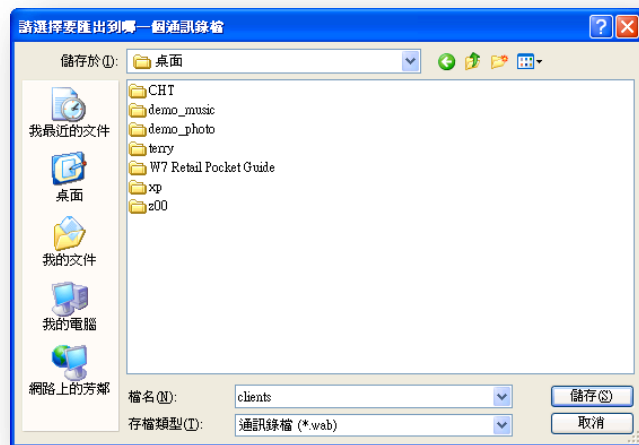 請選擇要匯出到哪一個通訊錄檔
儲存於(I):
桌面
我最近的文件
桌面
我的文件
我的電腦
網路上的芳鄰
CHT
demo_music
demo_photo
terry
W7 Retail Pocket Guide
xp
z00
檔名(N):
clients
儲存(S)
存檔類型(T):
通訊錄檔 (*.wab)
取消